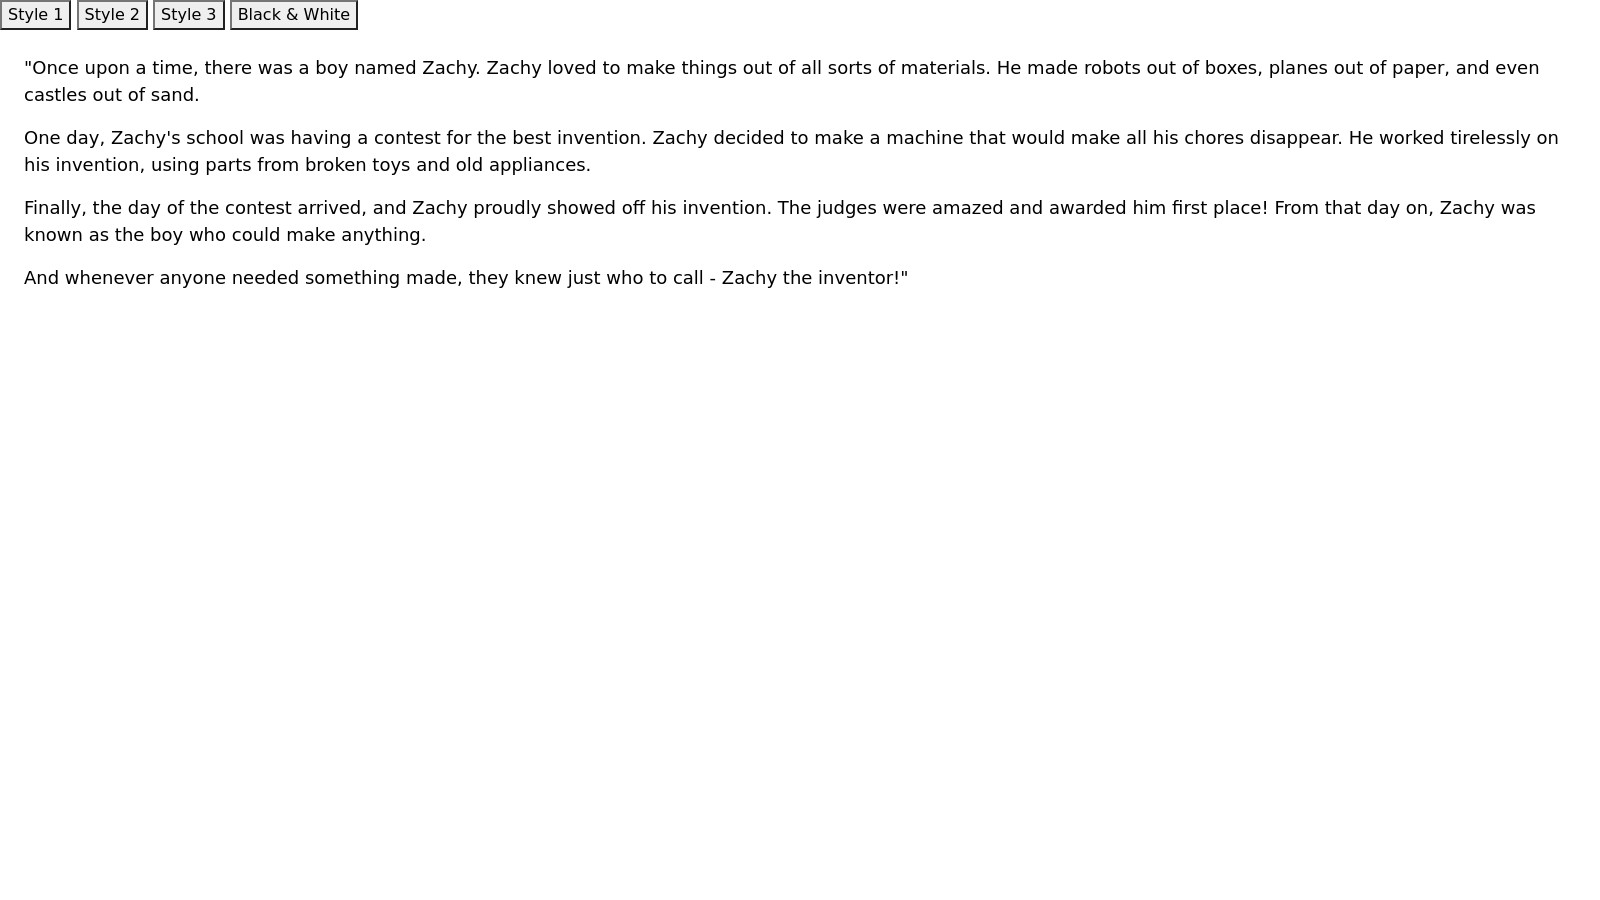 Style 1 Style 2 Style 3 Black & White
"Once upon a time, there was a boy named Zachy. Zachy loved to make things out of all sorts of materials. He made robots out of boxes, planes out of paper, and even
castles out of sand.
One day, Zachy's school was having a contest for the best invention. Zachy decided to make a machine that would make all his chores disappear. He worked tirelessly on
his invention, using parts from broken toys and old appliances.
Finally, the day of the contest arrived, and Zachy proudly showed off his invention. The judges were amazed and awarded him first place! From that day on, Zachy was
known as the boy who could make anything.
And whenever anyone needed something made, they knew just who to call - Zachy the inventor!"